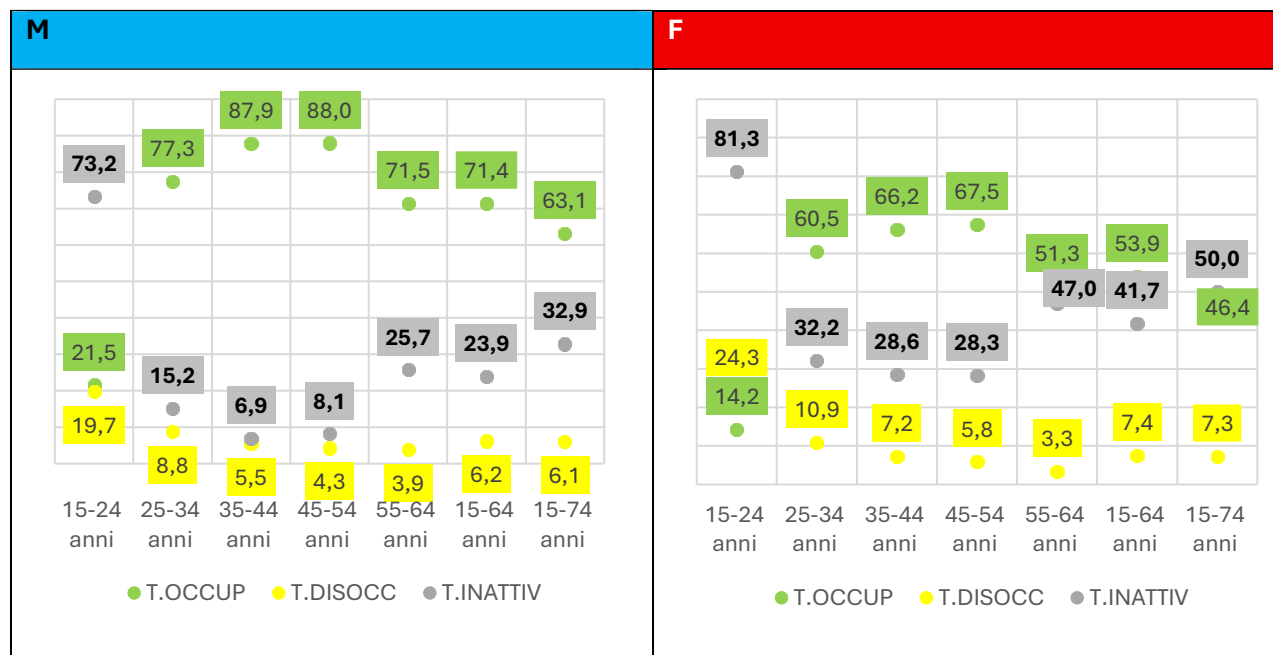 M
87,9 88,0
77,3
73,2
71,5 71,4
63,1
32,9
25,7
23,9
21,5
15,2
6,9 8,1
19,7
8,8
5,5 4,3 3,9 6,2 6,1
15-24 25-34 35-44 45-54 55-64 15-64 15-74
anni anni anni anni anni anni anni
T.OCCUP T.DISOCC T.INATTIV
F
81,3
67,5
66,2
60,5
51,3 53,9
50,0
47,0 41,7
46,4
32,2
28,6 28,3
24,3
14,2
10,9
7,2 5,8 3,3 7,4 7,3
15-24 25-34 35-44 45-54 55-64 15-64 15-74
anni anni anni anni anni anni anni
T.OCCUP T.DISOCC T.INATTIV